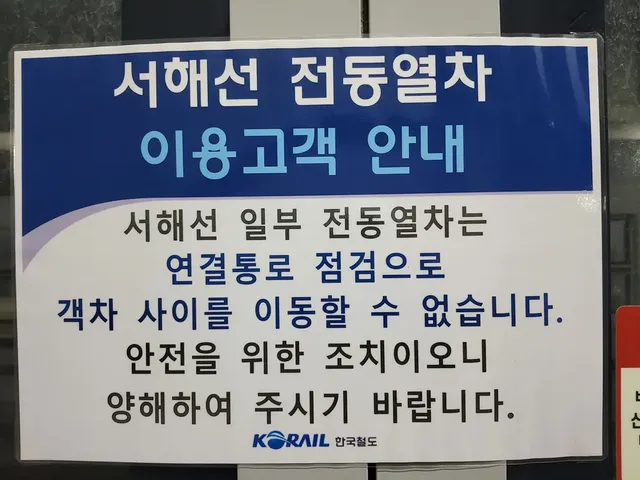 서해선 전동열차
이용고객 안내
서해선 일부 전동열차는
연결통로 점검으로
객차 사이를 이동할 수 없습니다.
안전을 위한 조치이오니
양해하여 주시기 바랍니다.
KORAIL 한국철도